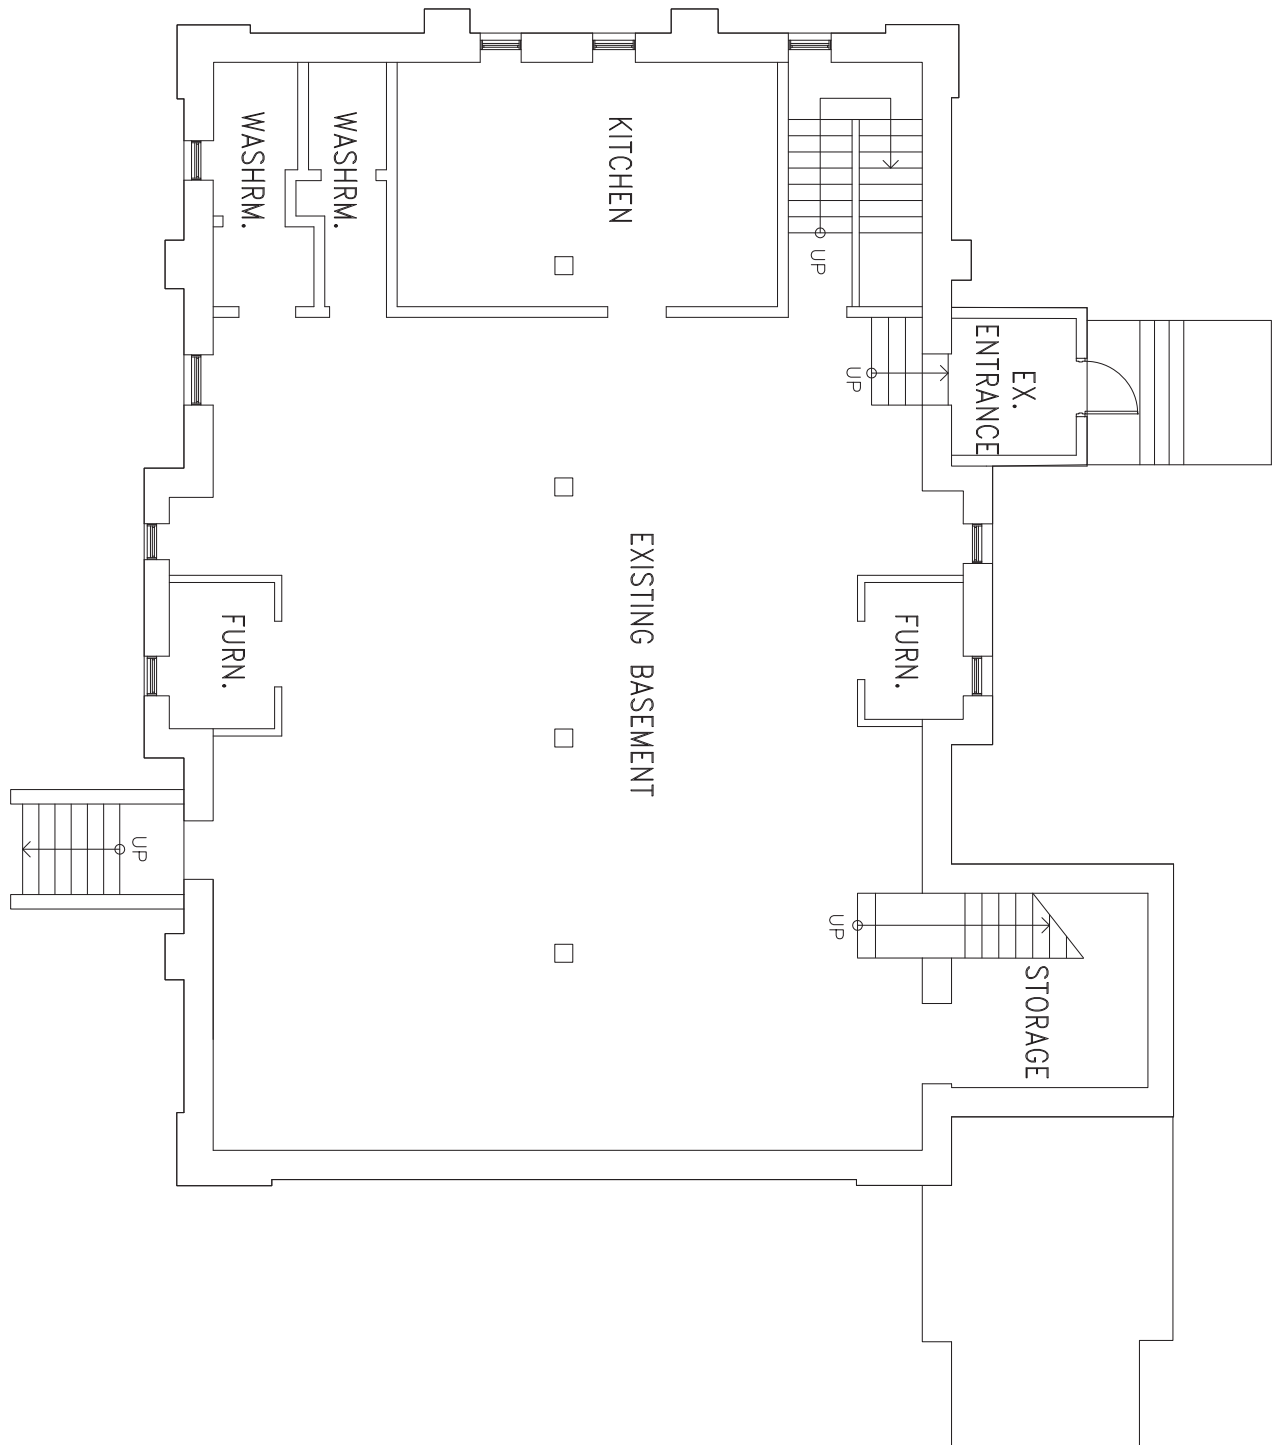 WASHRM.
WASHRM.
KITCHEN
UP
EX.
ENTRANCE
UP
EXISTING BASEMENT
FURN.
FURN.
UP
UP
STORAGE